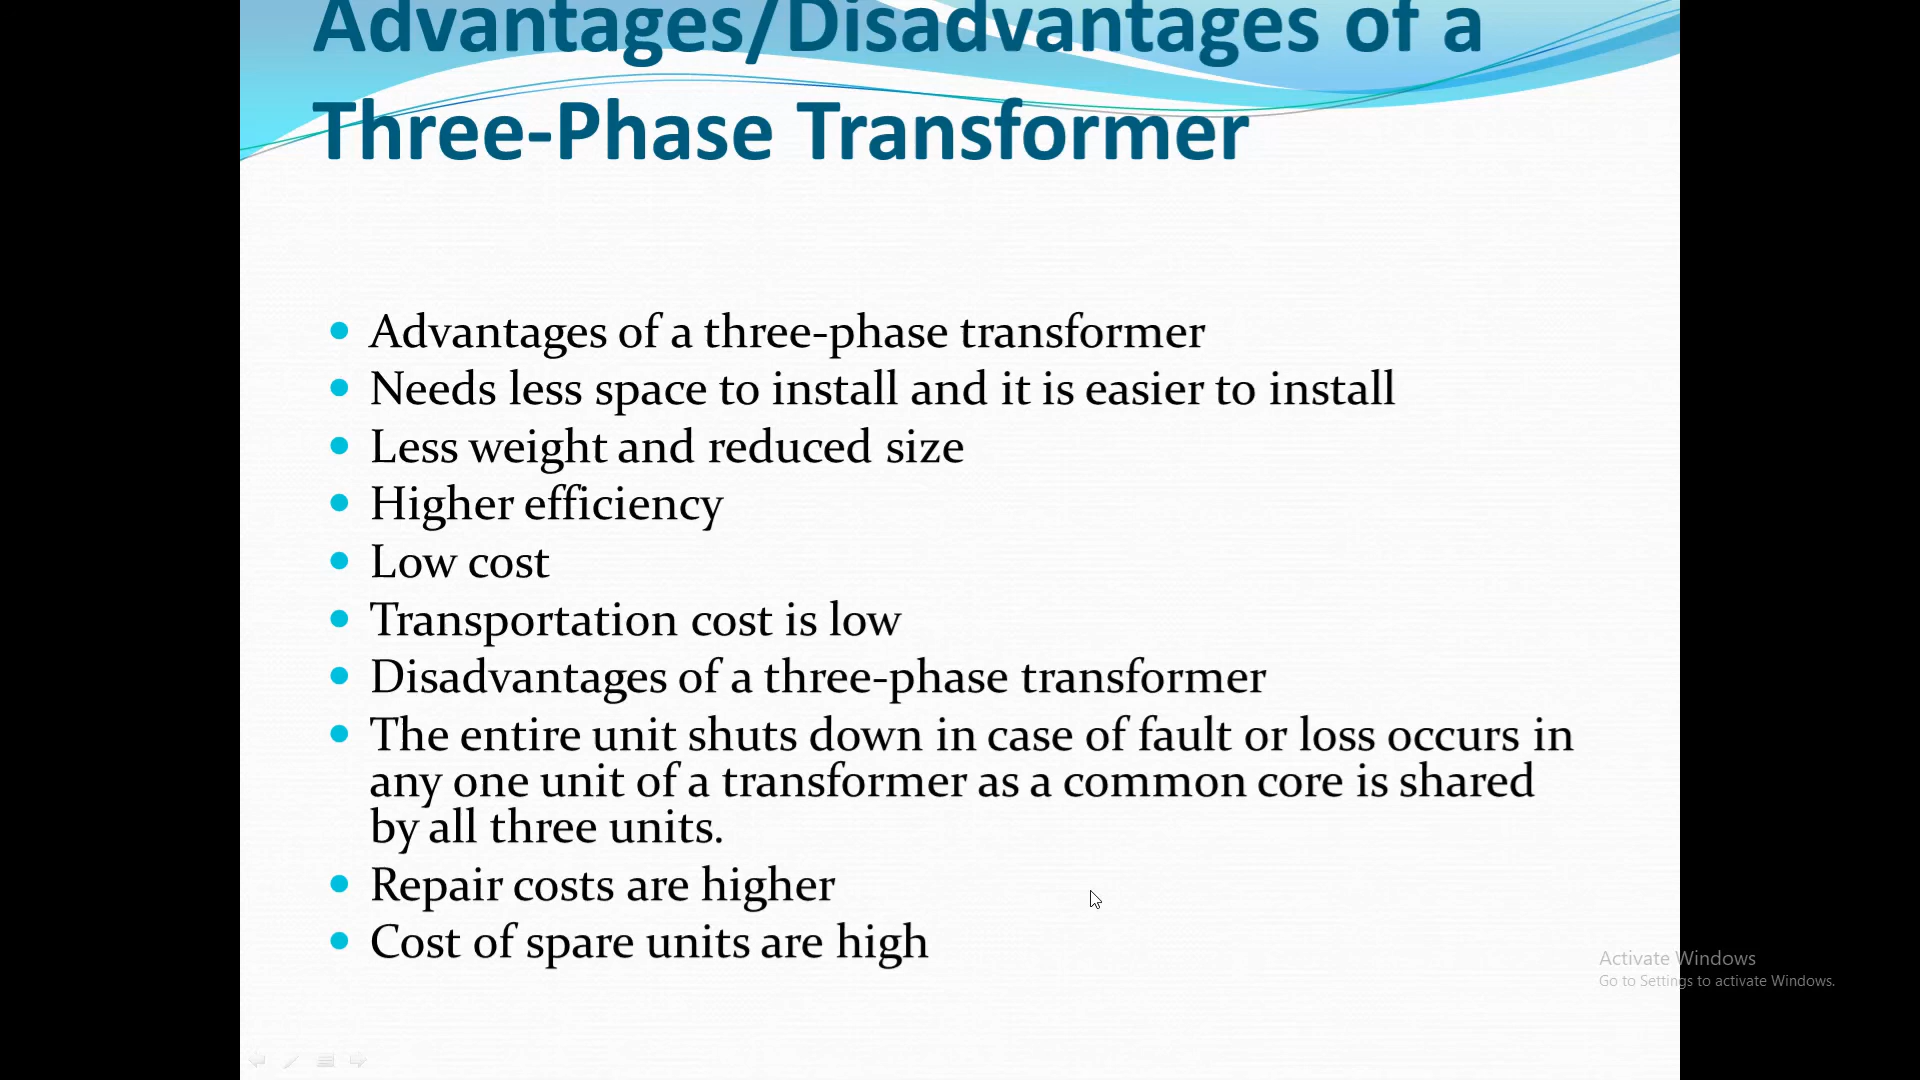 Advantages/Disadvantages of a
Three-Phase Transformer
Advantages of a three-phase transformer
Needs less space to install and it is easier to install
Less weight and reduced size
Higher efficiency
Low cost
Transportation cost is low
Disadvantages of a three-phase transformer
The entire unit shuts down in case of fault or loss occurs in
any one unit of a transformer as a common core is shared
by all three units.
Repair costs are higher
Cost of spare units are high
Activate Windows
Go to Settings to activate Windows.